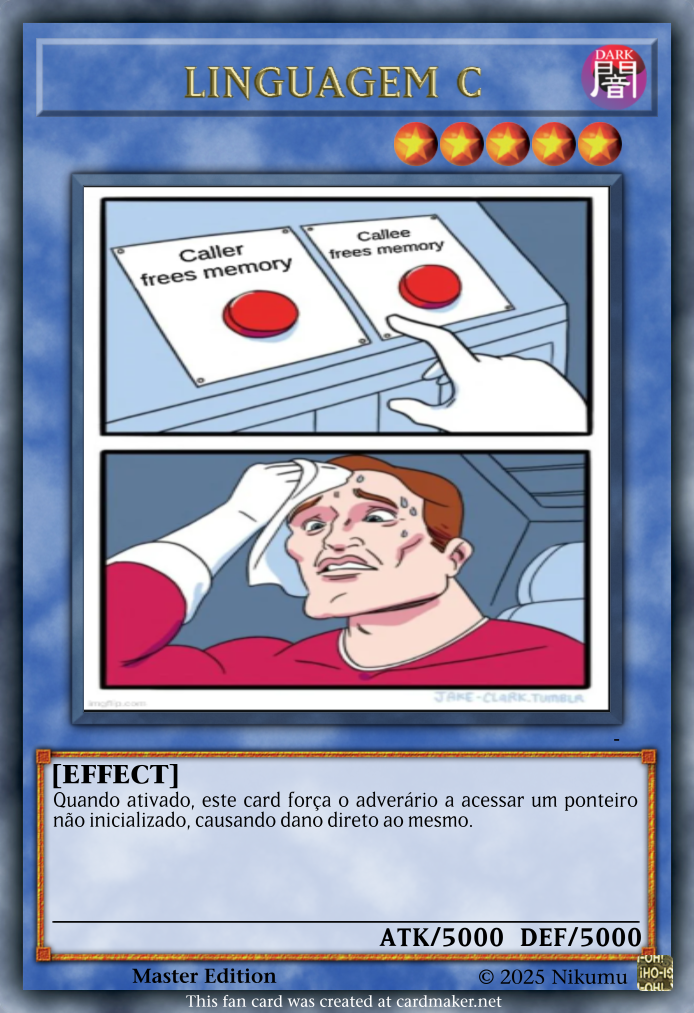 LINGUAGEM C
DARK
闇
Caller
frees memory
Callee
frees memory
imgflip.com
JAKE-CLARK.TUMBLR
-
[EFFECT]
Quando ativado, este card força o adverário a acessar um ponteiro
não inicializado, causando dano direto ao mesmo.
ATK/5000 DEF/5000
Master Edition
© 2025 Nikumu
This fan card was created at cardmaker.net